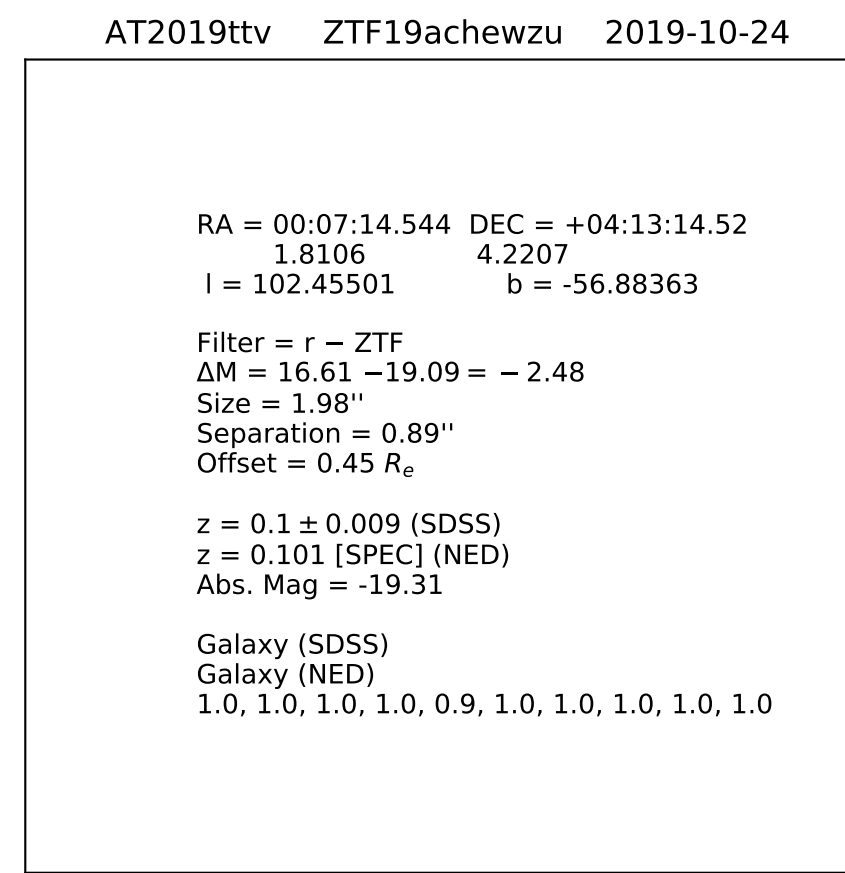 AT2019ttv ZTF19achewzu 2019-10-24
RA = 00:07:14.544 DEC = +04:13:14.52
1.8106 4.2207
l = 102.45501 b = -56.88363
Filter = r − ZTF
ΔM = 16.61 −19.09 = − 2.48
Size = 1.98''
Separation = 0.89''
Offset = 0.45 Re
z = 0.1 ± 0.009 (SDSS)
z = 0.101 [SPEC] (NED)
Abs. Mag = -19.31
Galaxy (SDSS)
Galaxy (NED)
1.0, 1.0, 1.0, 1.0, 0.9, 1.0, 1.0, 1.0, 1.0, 1.0